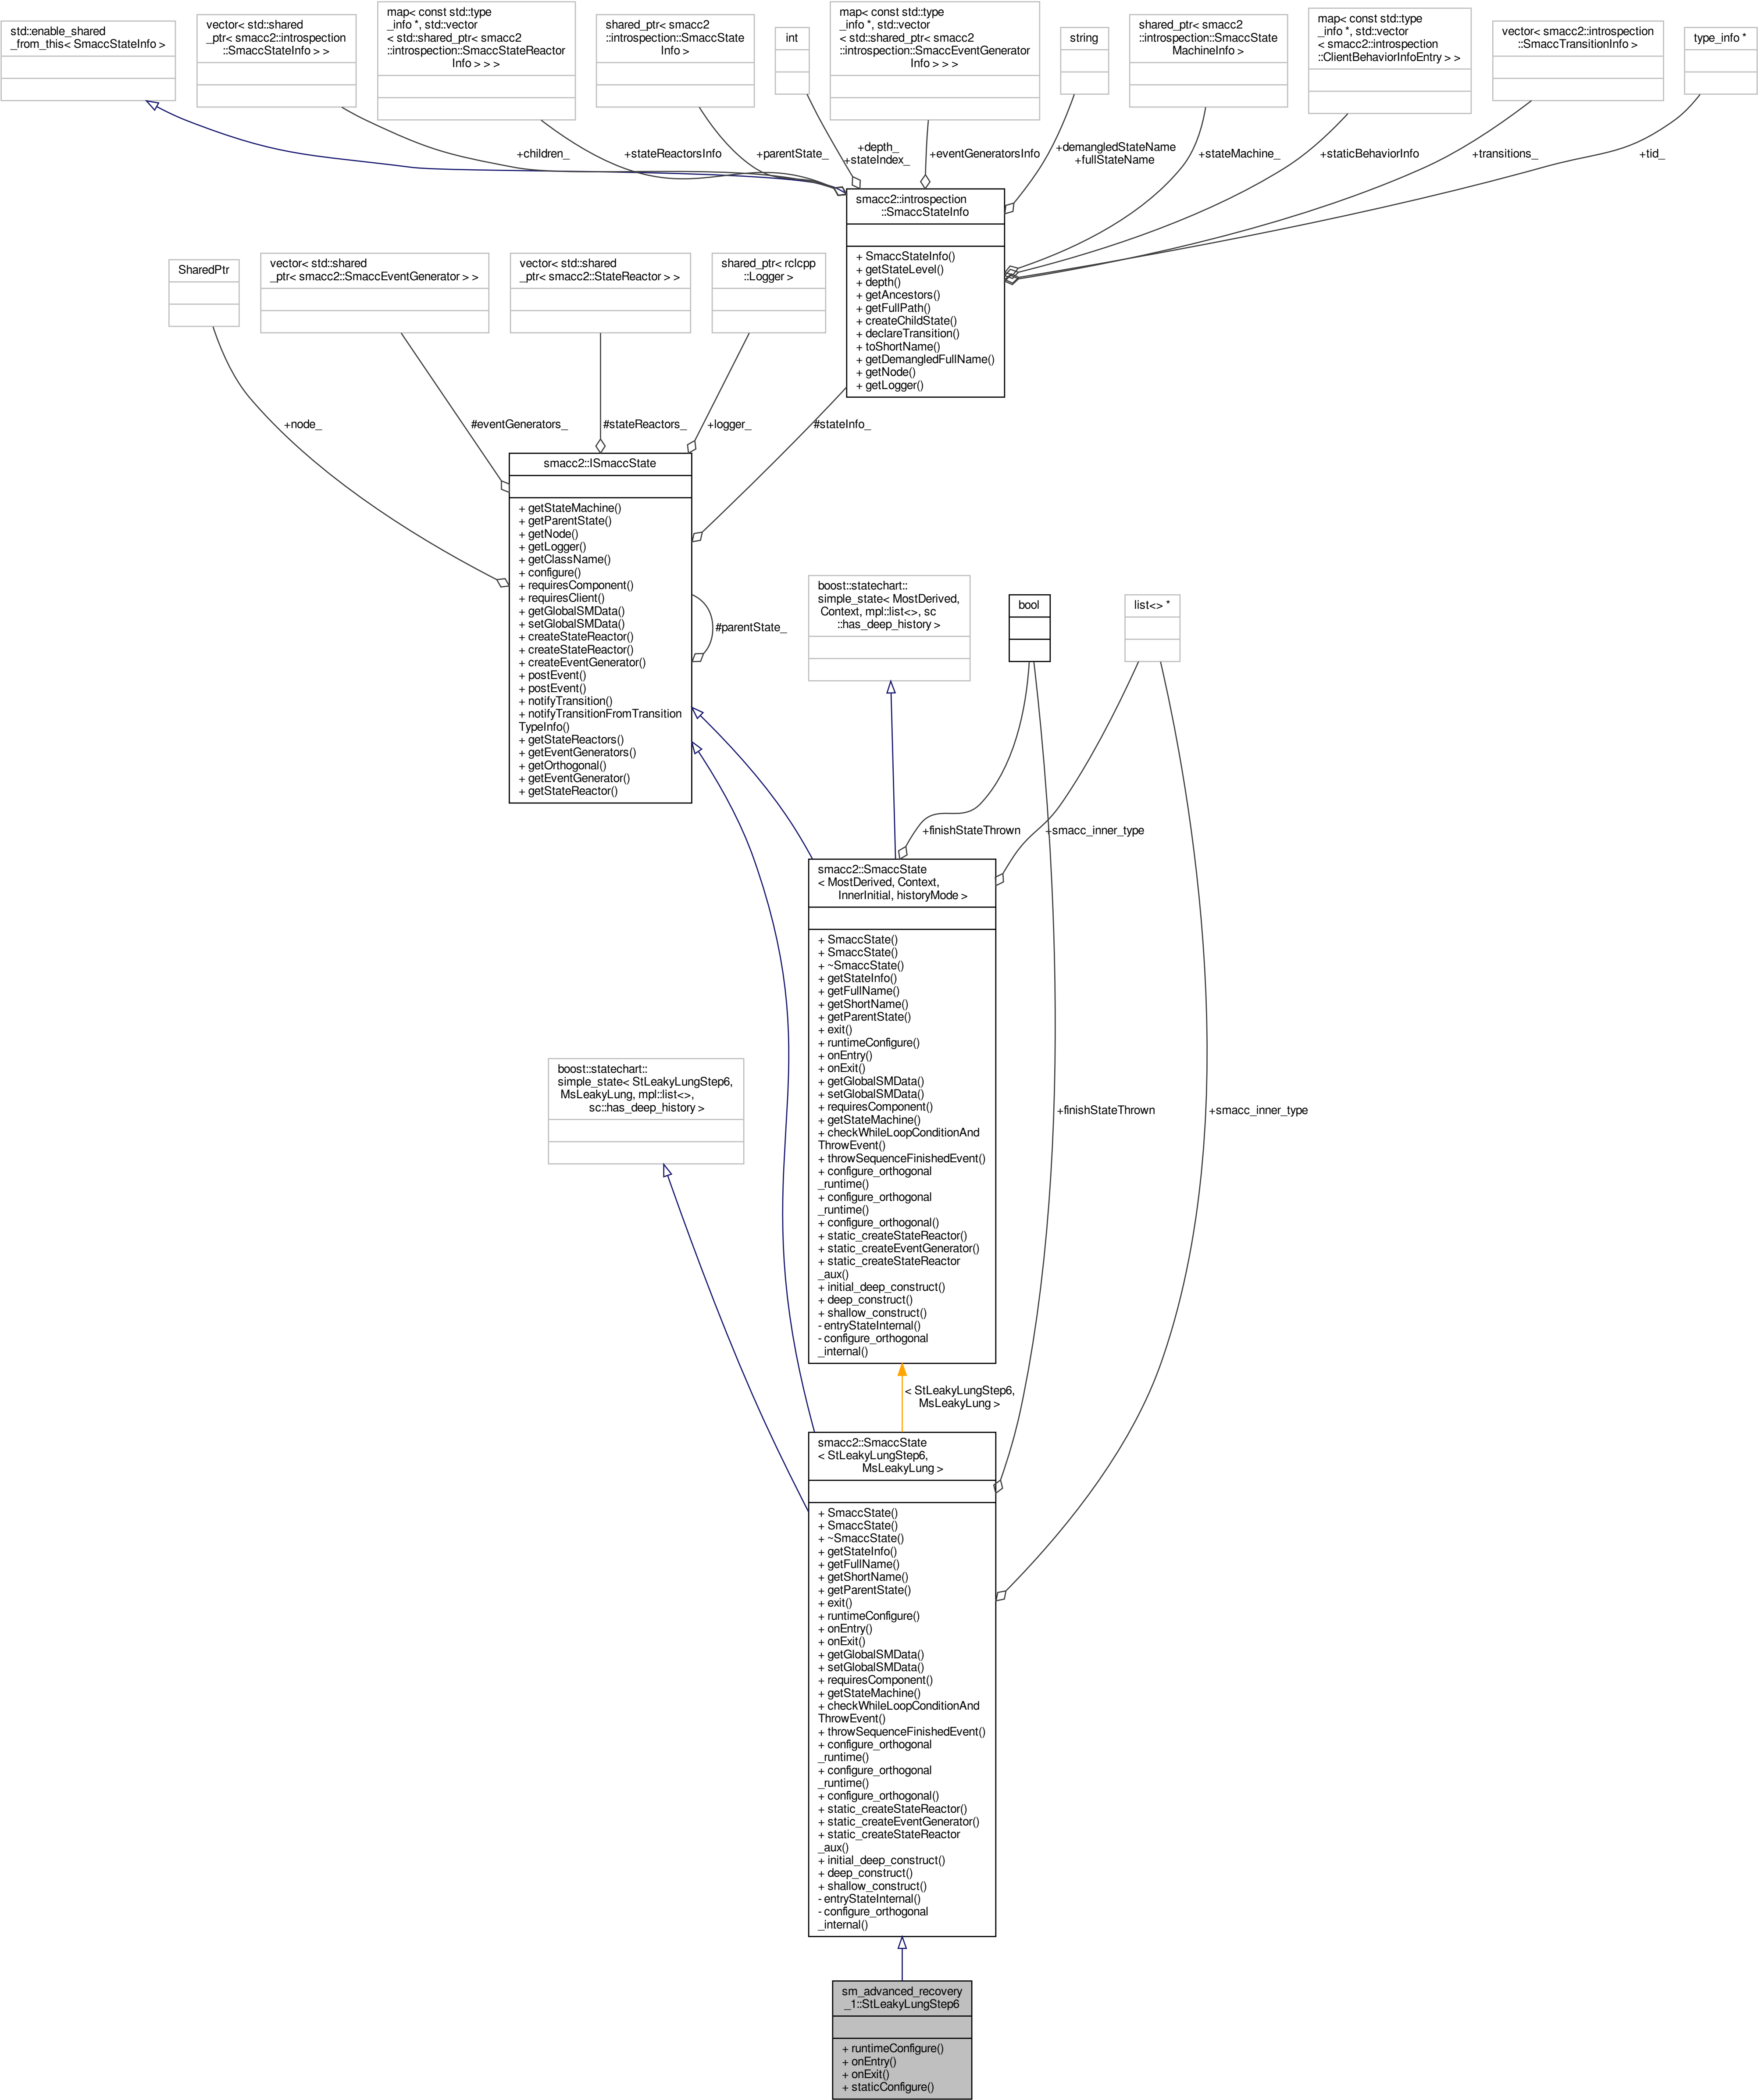 std::enable_shared
_from_this< SmaccStateInfo >
vector< std::shared
_ptr< smacc2::introspection
::SmaccStateInfo > >
map< const std::type
_info *, std::vector
< std::shared_ptr< smacc2
::introspection::SmaccStateReactor
Info > > >
shared_ptr< smacc2
::introspection::SmaccState
Info >
int
map< const std::type
_info *, std::vector
< std::shared_ptr< smacc2
::introspection::SmaccEventGenerator
Info > > >
string
shared_ptr< smacc2
::introspection::SmaccState
MachineInfo >
map< const std::type
_info *, std::vector
< smacc2::introspection
::ClientBehaviorInfoEntry > >
vector< smacc2::introspection
::SmaccTransitionInfo >
type_info *
+children_
+stateReactorsInfo
+parentState_
+depth_
+stateIndex_
+eventGeneratorsInfo
+demangledStateName
+fullStateName
+stateMachine_
+staticBehaviorInfo
+transitions_
+tid_
smacc2::introspection
::SmaccStateInfo
+ SmaccStateInfo()
+ getStateLevel()
+ depth()
+ getAncestors()
+ getFullPath()
+ createChildState()
+ declareTransition()
+ toShortName()
+ getDemangledFullName()
+ getNode()
+ getLogger()
SharedPtr
vector< std::shared
_ptr< smacc2::SmaccEventGenerator > >
vector< std::shared
_ptr< smacc2::StateReactor > >
shared_ptr< rclcpp
::Logger >
+node_
#eventGenerators_
#stateReactors_
+logger_
#stateInfo_
smacc2::ISmaccState
+ getStateMachine()
+ getParentState()
+ getNode()
+ getLogger()
+ getClassName()
+ configure()
+ requiresComponent()
+ requiresClient()
+ getGlobalSMData()
+ setGlobalSMData()
+ createStateReactor()
+ createStateReactor()
+ createEventGenerator()
+ postEvent()
+ postEvent()
+ notifyTransition()
+ notifyTransitionFromTransition
TypeInfo()
+ getStateReactors()
+ getEventGenerators()
+ getOrthogonal()
+ getEventGenerator()
+ getStateReactor()
#parentState_
boost::statechart::
simple_state< MostDerived,
Context, mpl::list<>, sc
::has_deep_history >
bool
list<> *
+finishStateThrown
+smacc_inner_type
smacc2::SmaccState
< MostDerived, Context,
InnerInitial, historyMode >
+ SmaccState()
+ SmaccState()
+ ~SmaccState()
+ getStateInfo()
+ getFullName()
+ getShortName()
+ getParentState()
+ exit()
+ runtimeConfigure()
+ onEntry()
+ onExit()
+ getGlobalSMData()
+ setGlobalSMData()
+ requiresComponent()
+ getStateMachine()
+ checkWhileLoopConditionAnd
ThrowEvent()
+ throwSequenceFinishedEvent()
+ configure_orthogonal
_runtime()
+ configure_orthogonal
_runtime()
+ configure_orthogonal()
+ static_createStateReactor()
+ static_createEventGenerator()
+ static_createStateReactor
_aux()
+ initial_deep_construct()
+ deep_construct()
+ shallow_construct()
- entryStateInternal()
- configure_orthogonal
_internal()
boost::statechart::
simple_state< StLeakyLungStep6,
MsLeakyLung, mpl::list<>,
sc::has_deep_history >
+finishStateThrown
+smacc_inner_type
< StLeakyLungStep6,
MsLeakyLung >
smacc2::SmaccState
< StLeakyLungStep6,
MsLeakyLung >
+ SmaccState()
+ SmaccState()
+ ~SmaccState()
+ getStateInfo()
+ getFullName()
+ getShortName()
+ getParentState()
+ exit()
+ runtimeConfigure()
+ onEntry()
+ onExit()
+ getGlobalSMData()
+ setGlobalSMData()
+ requiresComponent()
+ getStateMachine()
+ checkWhileLoopConditionAnd
ThrowEvent()
+ throwSequenceFinishedEvent()
+ configure_orthogonal
_runtime()
+ configure_orthogonal
_runtime()
+ configure_orthogonal()
+ static_createStateReactor()
+ static_createEventGenerator()
+ static_createStateReactor
_aux()
+ initial_deep_construct()
+ deep_construct()
+ shallow_construct()
- entryStateInternal()
- configure_orthogonal
_internal()
sm_advanced_recovery
_1::StLeakyLungStep6
+ runtimeConfigure()
+ onEntry()
+ onExit()
+ staticConfigure()